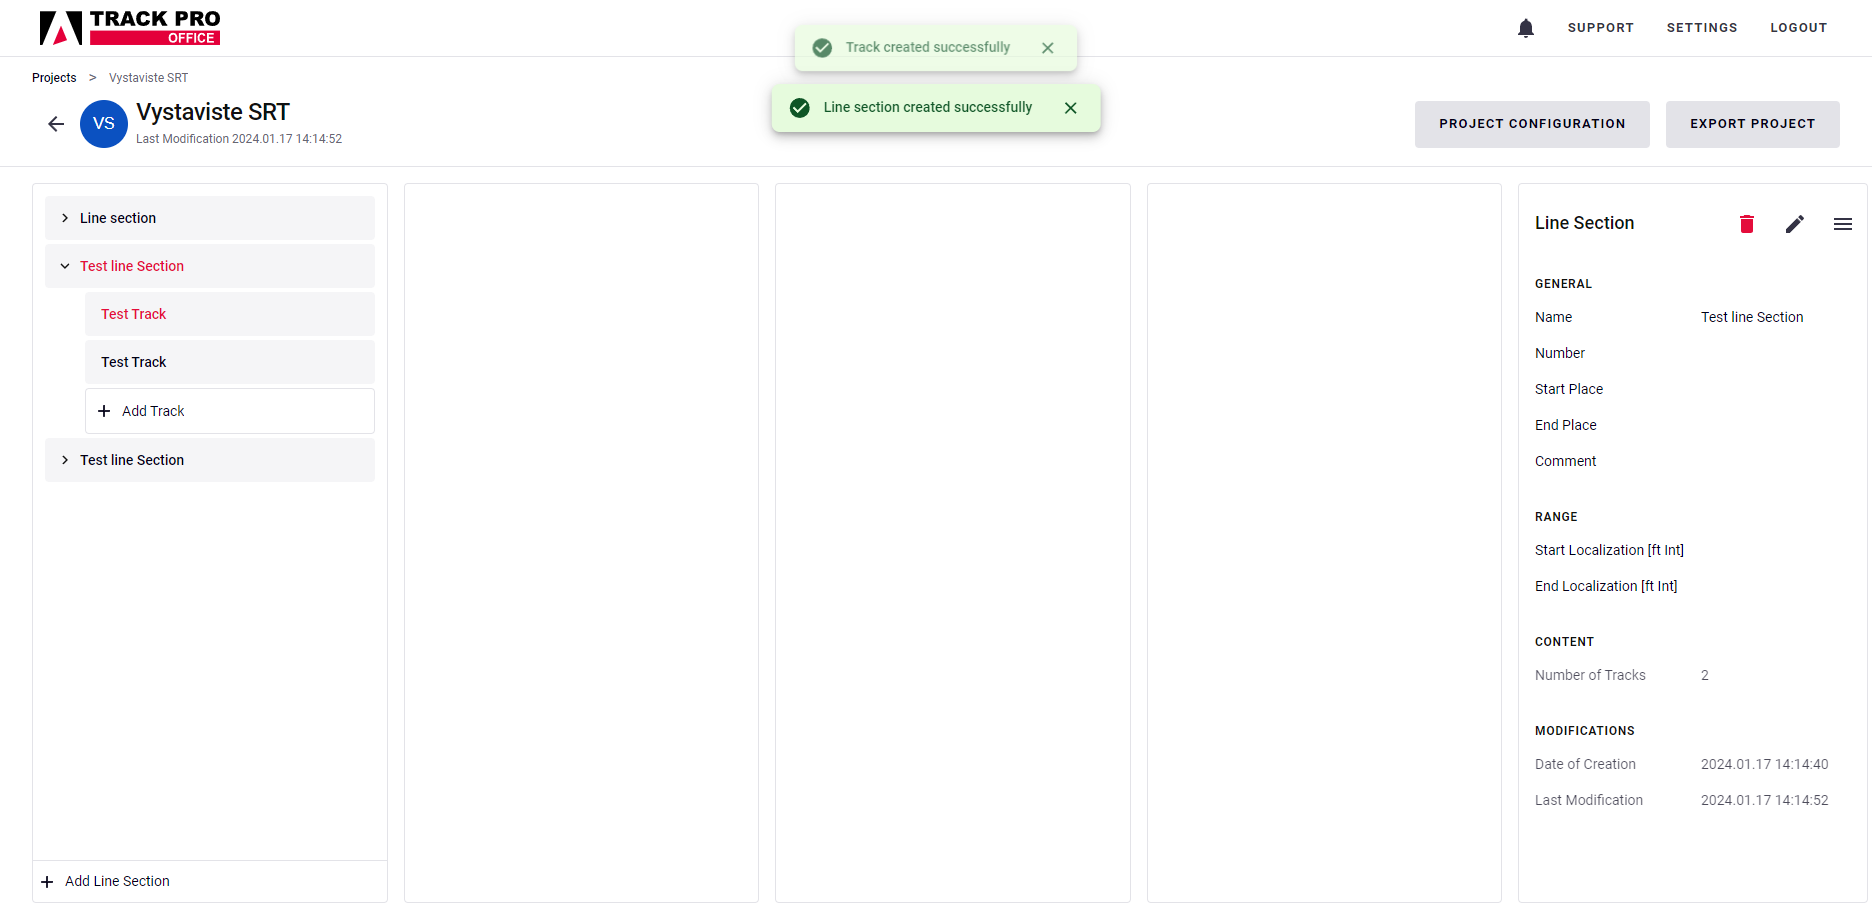 TRACK PRO
OFFICE
SUPPORT
SETTINGS
LOGOUT
Track created successfully
Line section created successfully
Projects > Vystaviste SRT
VS
Vystaviste SRT
Last Modification 2024.01.17 14:14:52
PROJECT CONFIGURATION
EXPORT PROJECT
Line section
Test line Section
Test Track
Test Track
Add Track
Test line Section
Add Line Section
Line Section
GENERAL
Name Test line Section
Number
Start Place
End Place
Comment
RANGE
Start Localization [ft Int]
End Localization [ft Int]
CONTENT
Number of Tracks 2
MODIFICATIONS
Date of Creation 2024.01.17 14:14:40
Last Modification 2024.01.17 14:14:52